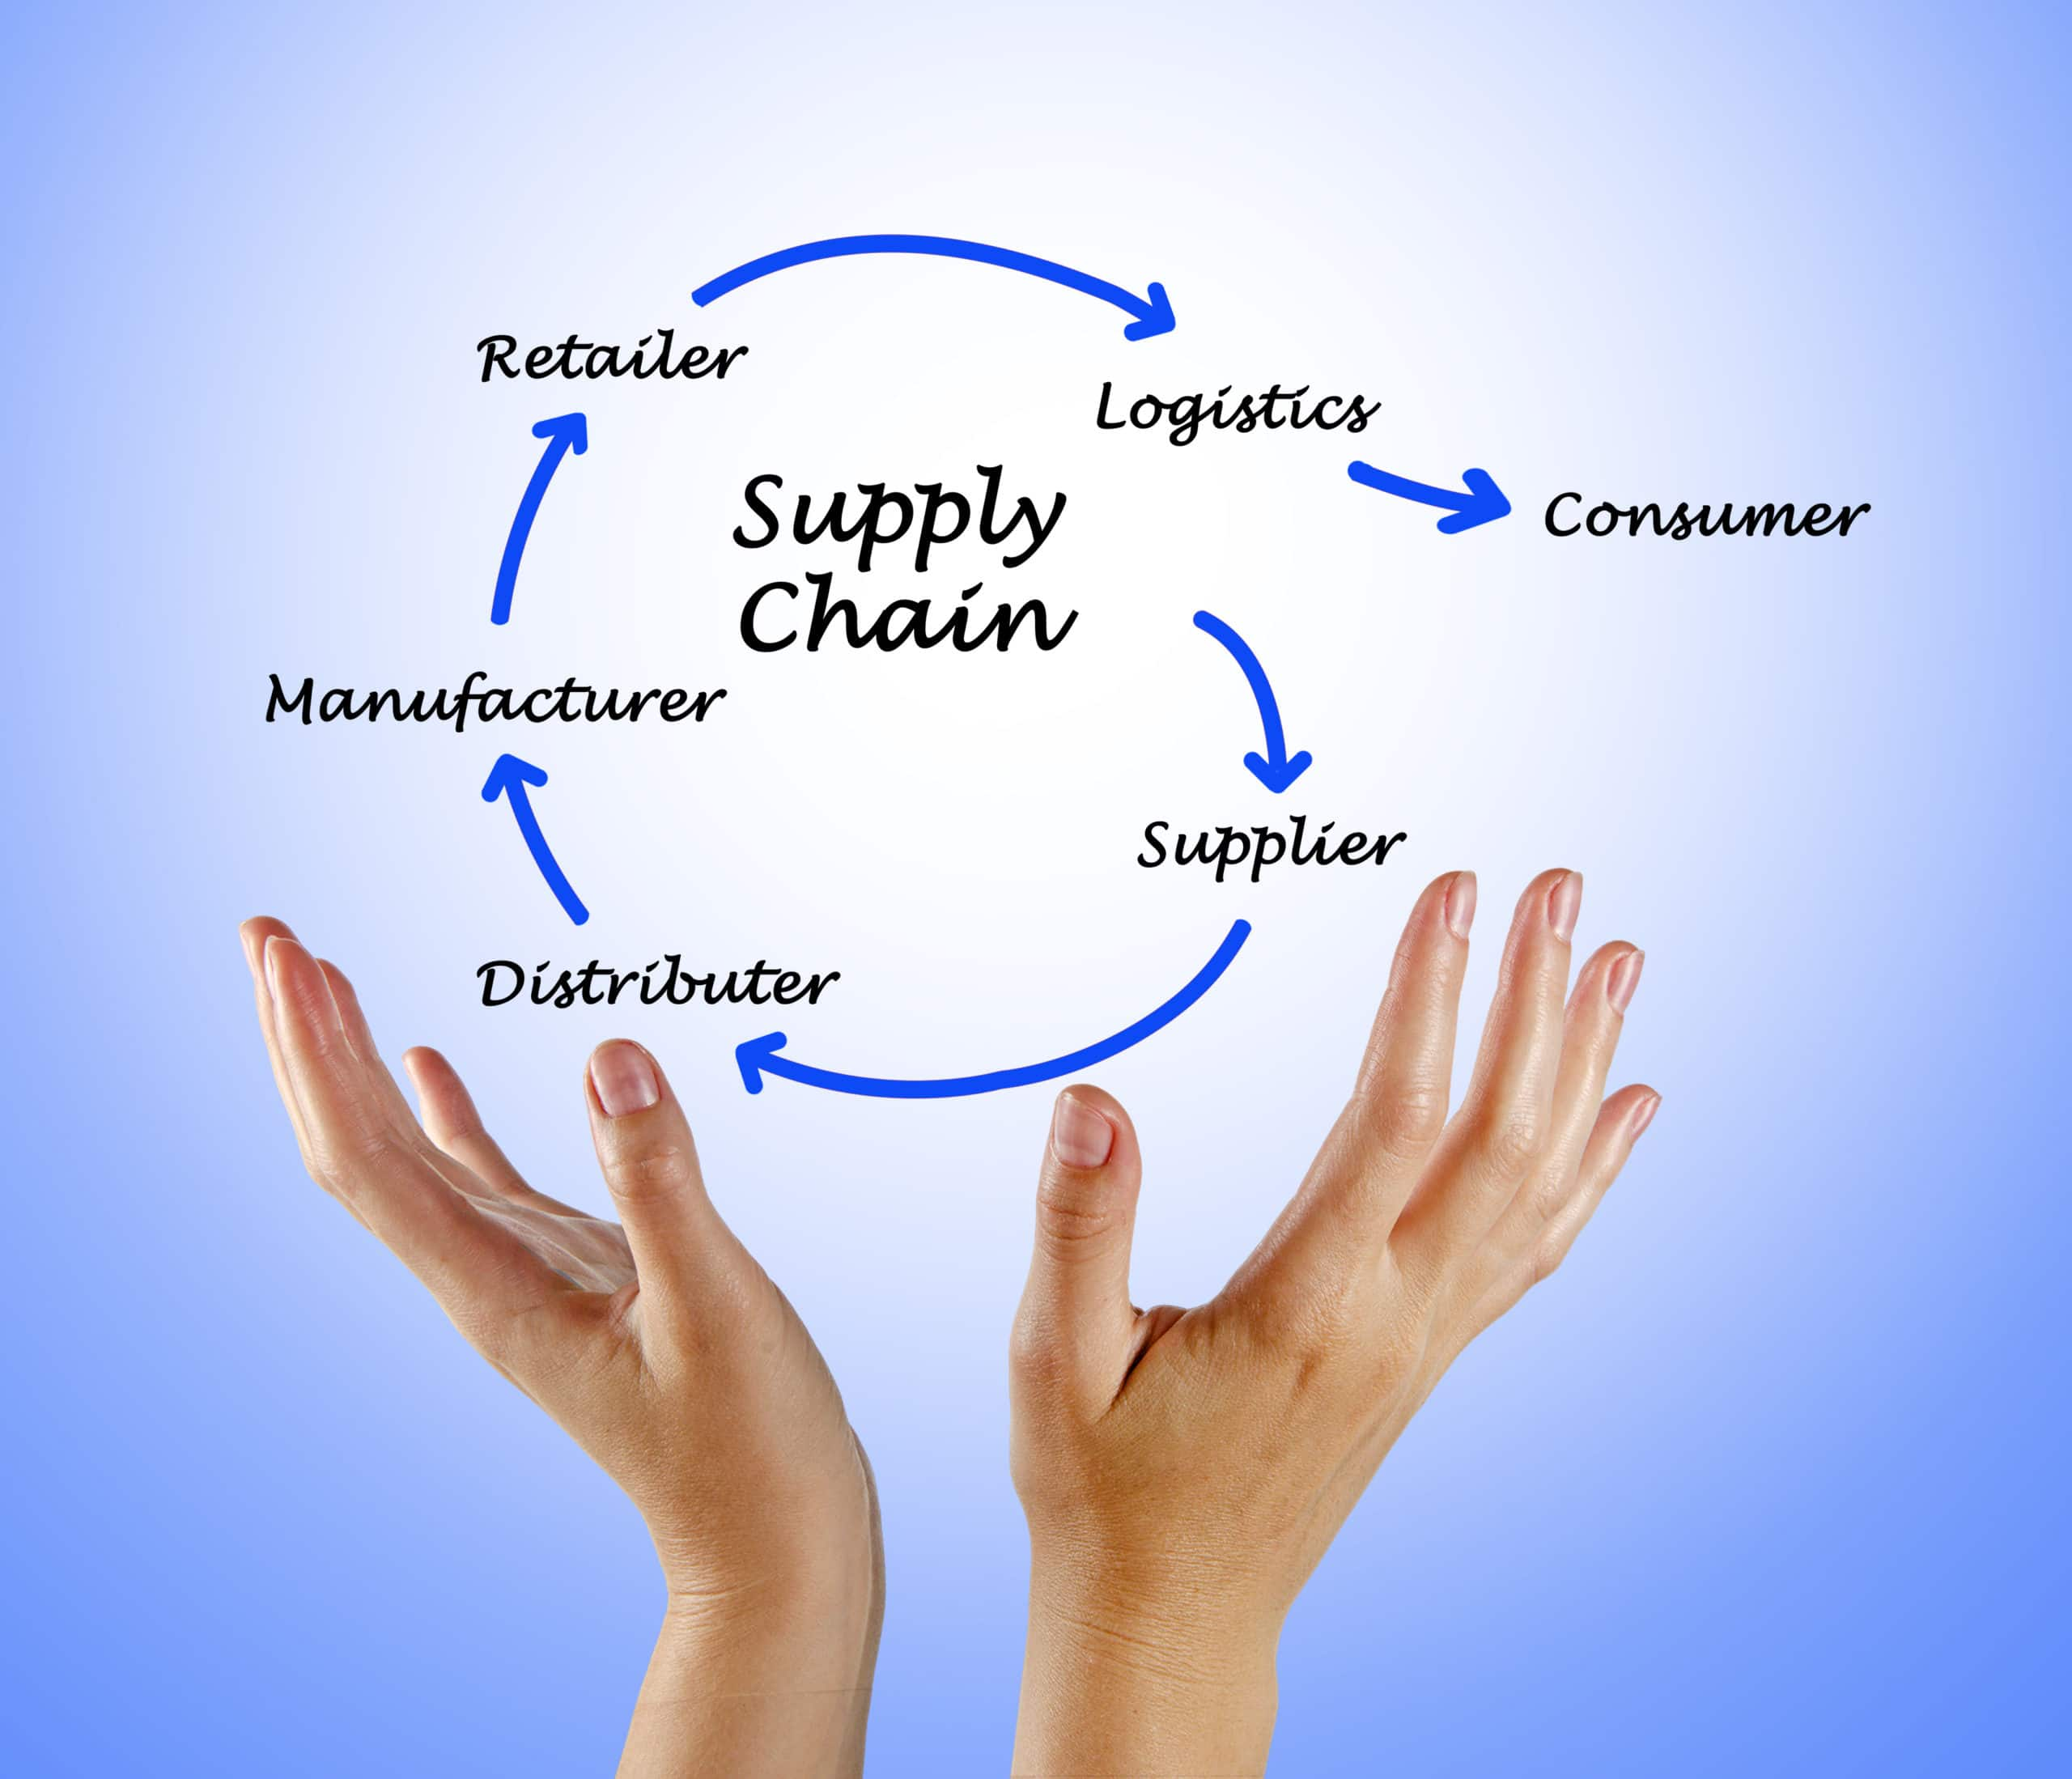 Retailer
Logistics
Supply
Chain
Consumer
Manufacturer
Supplier
Distributer